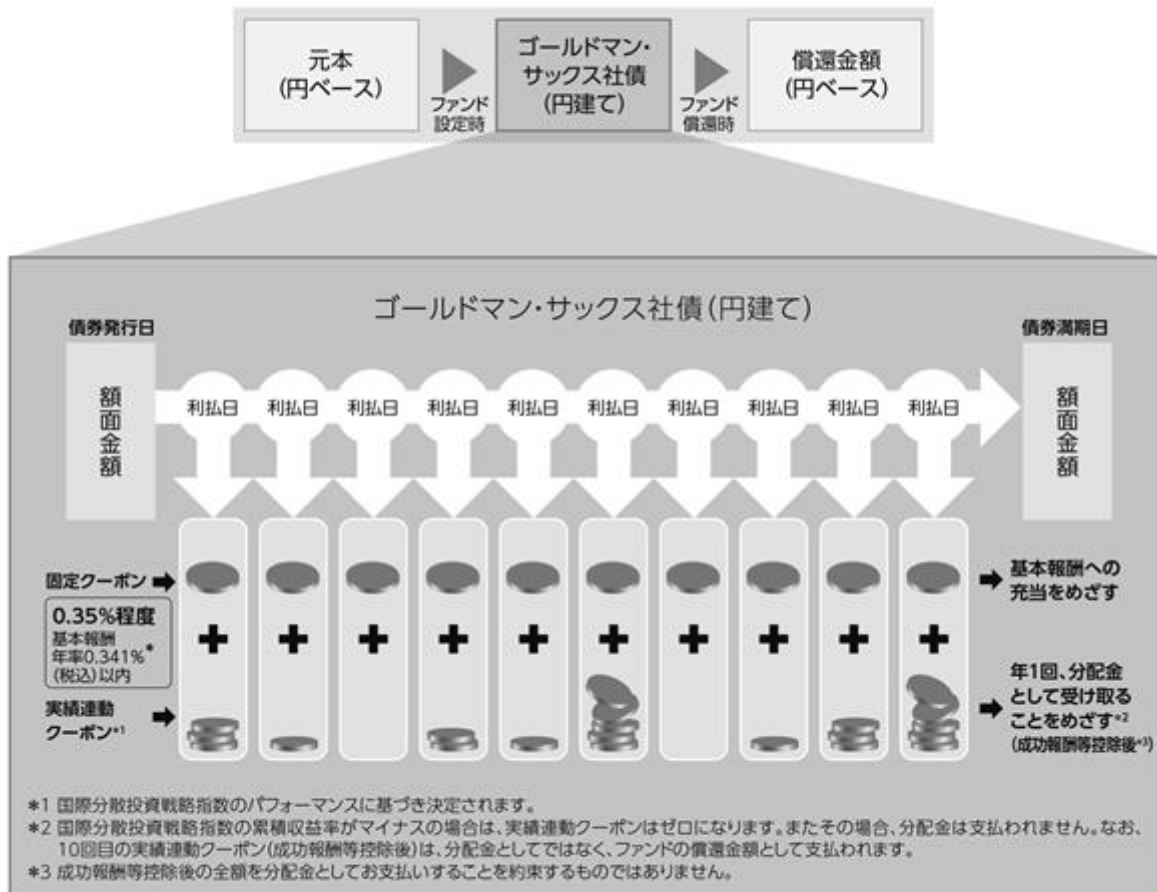 元本
(円ベース)
ファンド
設定時
ゴールドマン・
サックス社債
(円建て)
ファンド
償還時
償還金額
(円ベース)
ゴールドマン・サックス社債(円建て)
債券発行日
債券満期日
額面金額
利払日 利払日 利払日 利払日 利払日 利払日 利払日 利払日 利払日 利払日
額面金額
固定クーポン
0.35%程度
基本報酬
年率0.341%*
(税込)以内
実績連動
クーポン*1
基本報酬への
充当をめざす
年1回、分配金
として受け取る
ことをめざす*2
(成功報酬等控除後*3)
*1 国際分散投資戦略指数のパフォーマンスに基づき決定されます。
*2 国際分散投資戦略指数の累積収益率がマイナスの場合は、実績連動クーポンはゼロになります。またその場合、分配金は支払われません。なお、
10回目の実績連動クーポン(成功報酬等控除後)は、分配金としてではなく、ファンドの償還金額として支払われます。
*3 成功報酬等控除後の全額を分配金としてお支払いすることを約束するものではありません。